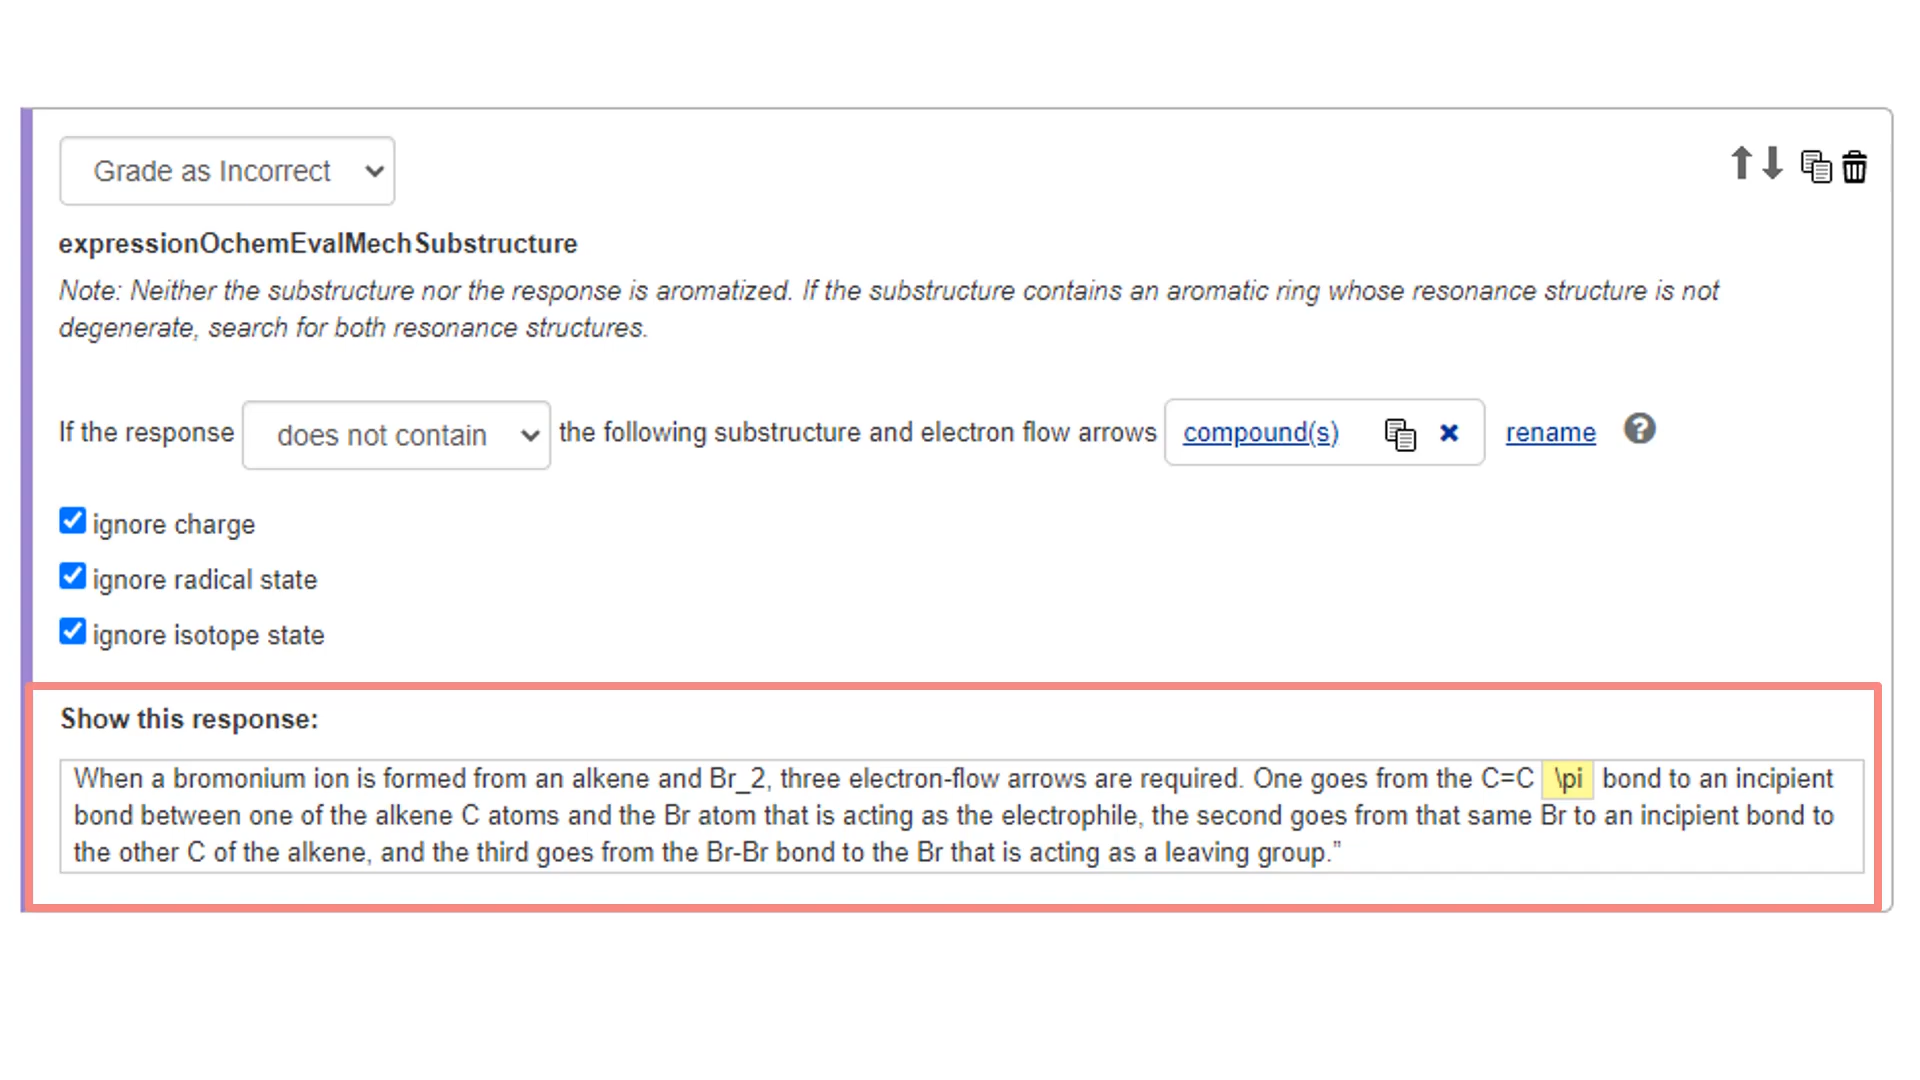 Grade as Incorrect
expressionOchemEvalMechSubstructure
Note: Neither the substructure nor the response is aromatized. If the substructure contains an aromatic ring whose resonance structure is not
degenerate, search for both resonance structures.
If the response does not contain the following substructure and electron flow arrows compound(s) rename ?
ignore charge
ignore radical state
ignore isotope state
Show this response:
When a bromonium ion is formed from an alkene and Br_2, three electron-flow arrows are required. One goes from the C=C \pi bond to an incipient
bond between one of the alkene C atoms and the Br atom that is acting as the electrophile, the second goes from that same Br to an incipient bond to
the other C of the alkene, and the third goes from the Br-Br bond to the Br that is acting as a leaving group.”